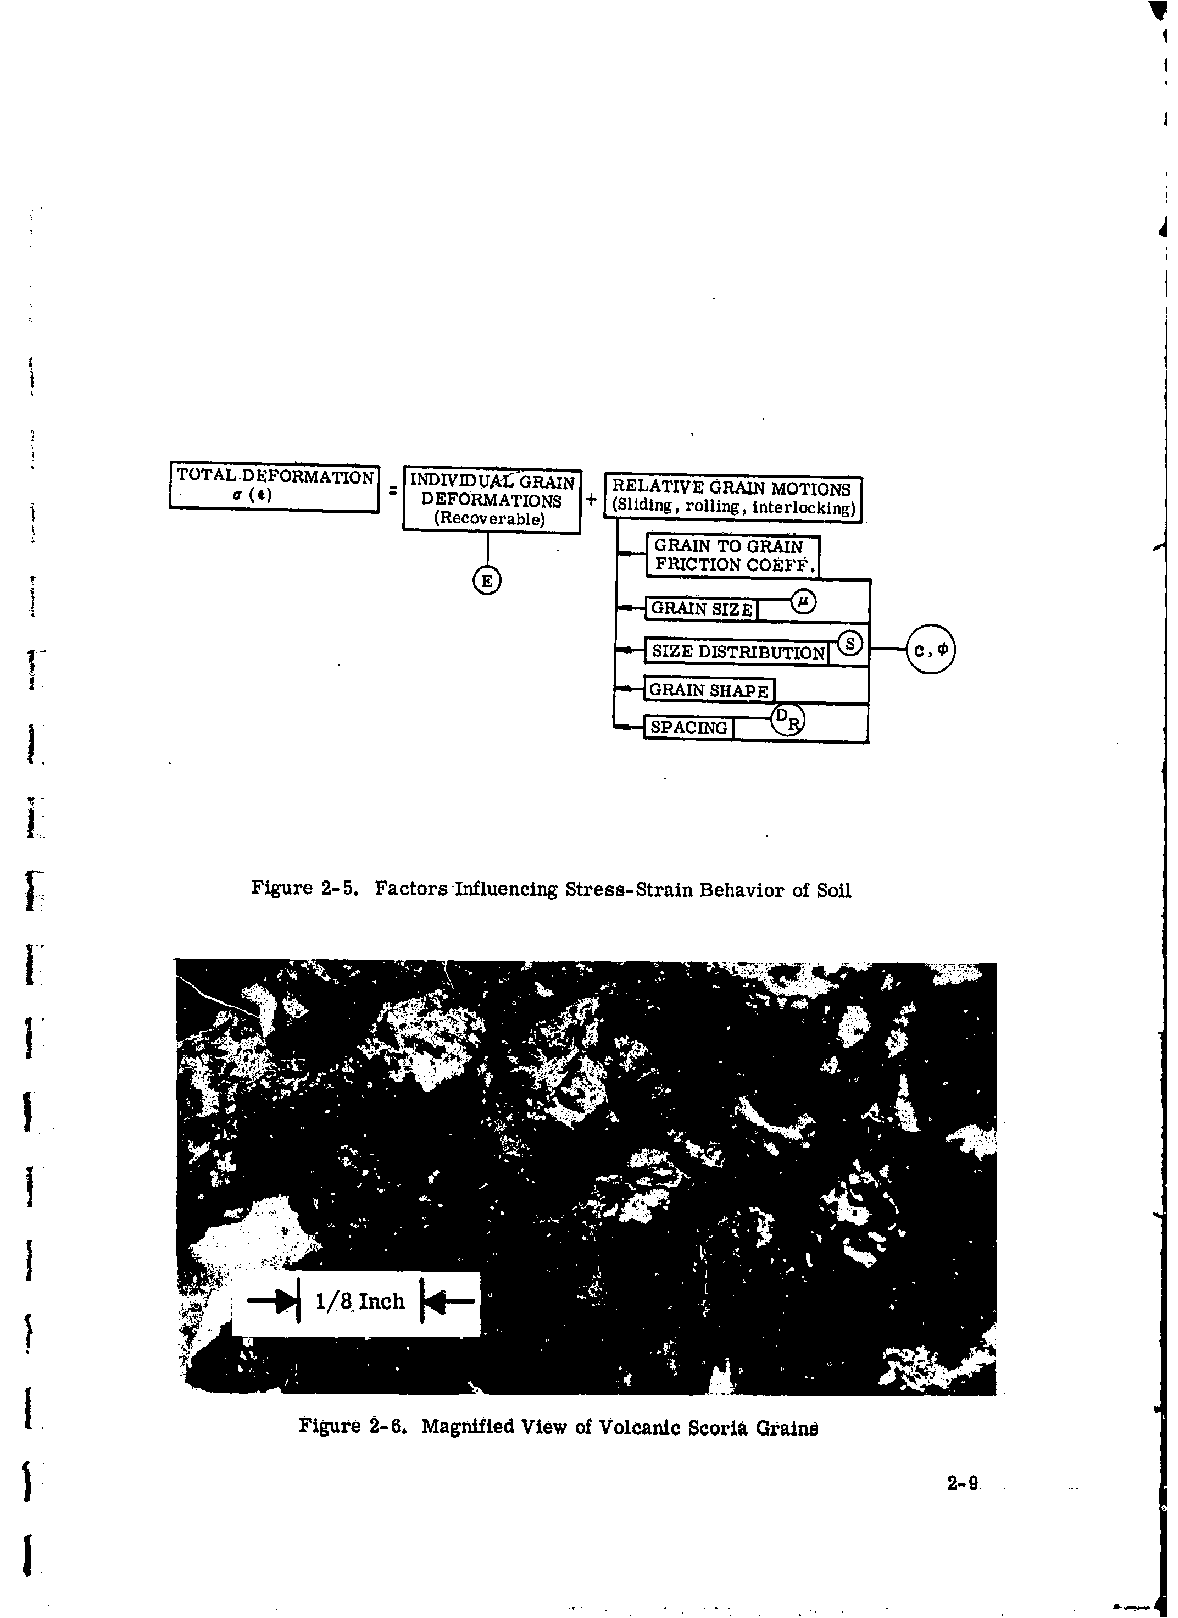 TOTAL DEFORMATION
σ (ϵ)
=
INDIVIDUAL GRAIN
DEFORMATIONS
(Recoverable)
E
+
RELATIVE GRAIN MOTIONS
(Sliding, rolling, interlocking)
GRAIN TO GRAIN
FRICTION COEFF.
GRAIN SIZE
μ
SIZE DISTRIBUTION
S
GRAIN SHAPE
SPACING
D R
c, φ
Figure 2-5. Factors Influencing Stress-Strain Behavior of Soil
1/8 Inch
Figure 2-6. Magnified View of Volcanic Scoria Grains
2-9